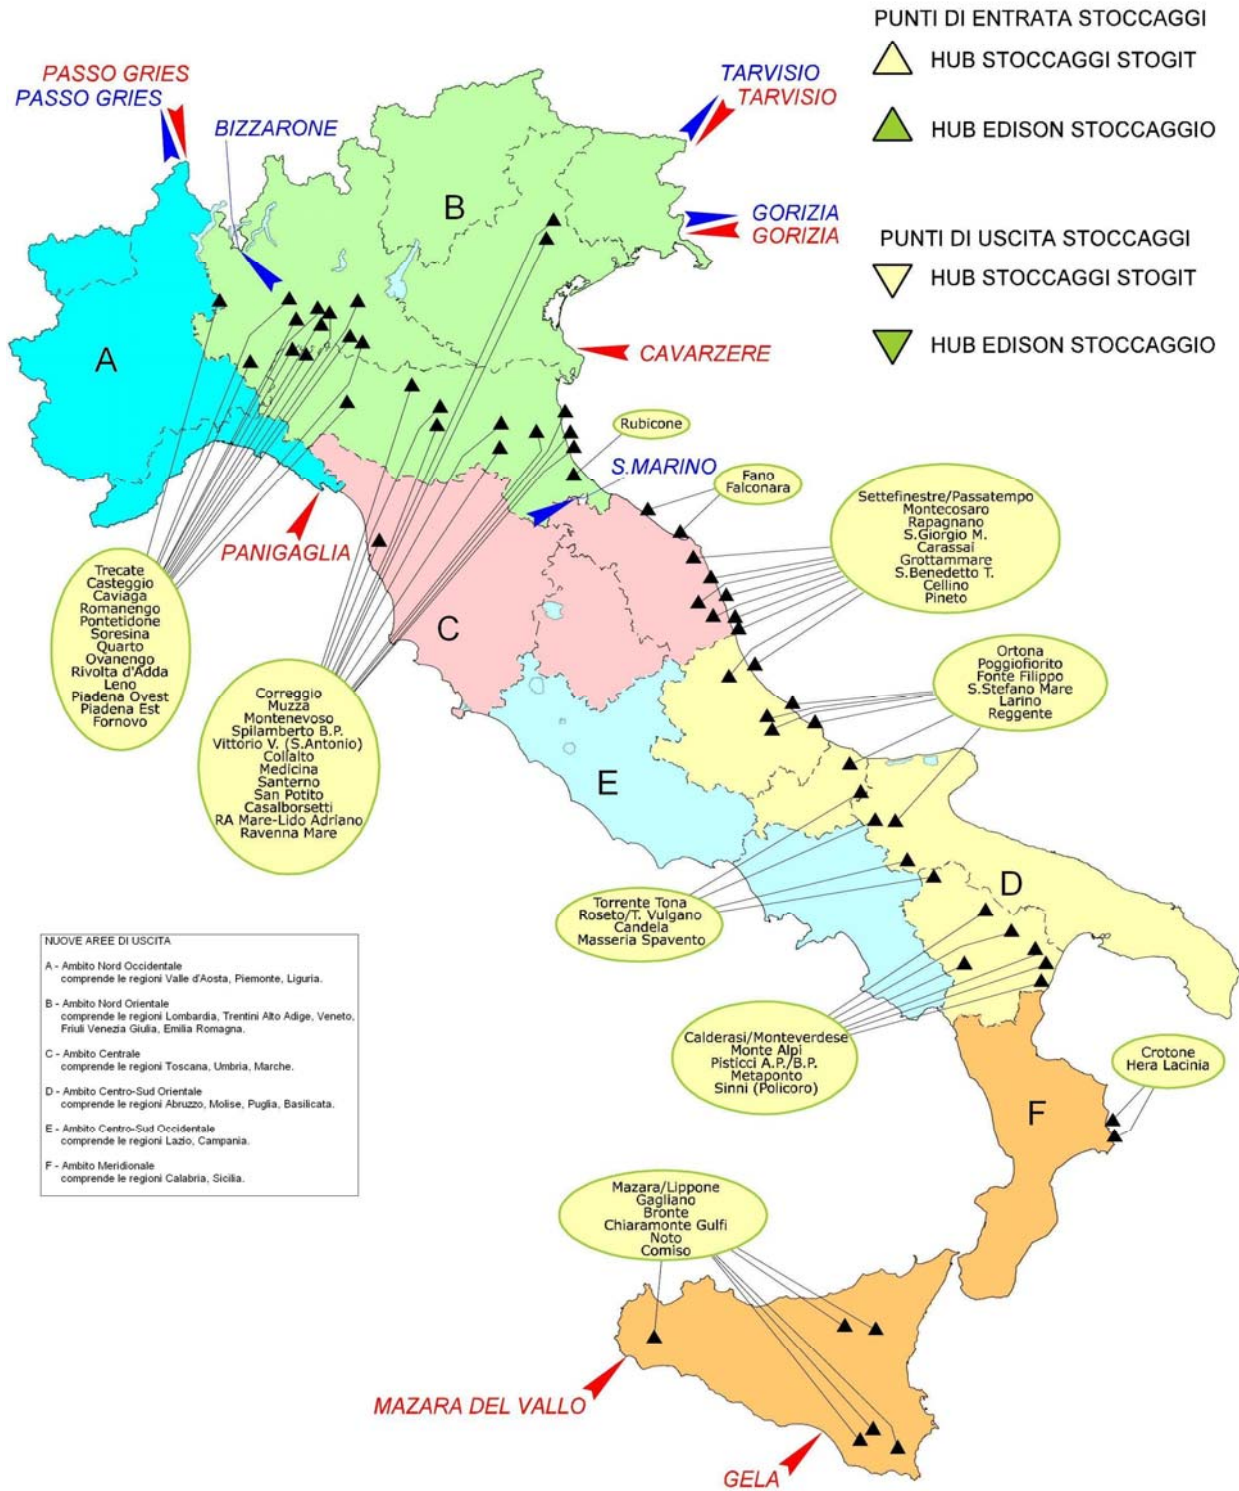 PUNTI DI ENTRATA STOCCAGGI
HUB STOCCAGGI STOGIT
HUB EDISON STOCCAGGIO
PUNTI DI USCITA STOCCAGGI
HUB STOCCAGGI STOGIT
HUB EDISON STOCCAGGIO
PASSO GRIES
PASSO GRIES
BIZZARONE
TARVISIO
TARVISIO
GORIZIA
GORIZIA
CAVARZERE
B
A
Rubicone
S.MARINO
PANIGAGLIA
Fano
Falconara
Settefinestre/Passatempo
Montecosaro
Rapagnano
S.Giorgio M.
Carassai
Grottammare
S.Benedetto T.
Cellino
Pineto
Trecate
Casteggio
Caviaga
Romanengo
Pontetidone
Soresina
Quarto
Ovanengo
Rivolta d'Adda
Leno
Piadena Ovest
Piadena Est
Fornovo
C
Correggio
Muzza
Montenevoso
Spilamberto B.P.
Vittorio V. (S.Antonio)
Collalto
Medicina
Santerno
San Potito
Casalborsetti
RA Mare-Lido Adriano
Ravenna Mare
Ortona
Poggiofiorito
Fonte Filippo
S.Stefano Mare
Larino
Reggente
E
D
Torrente Tona
Roseto/T. Vulgano
Candela
Masseria Spavento
NUOVE AREE DI USCITA
A - Ambito Nord Occidentale
comprende le regioni Valle d'Aosta, Piemonte, Liguria.
B - Ambito Nord Orientale
comprende le regioni Lombardia, Trentini Alto Adige, Veneto,
Friuli Venezia Giulia, Emilia Romagna.
C - Ambito Centrale
comprende le regioni Toscana, Umbria, Marche.
D - Ambito Centro-Sud Orientale
comprende le regioni Abruzzo, Molise, Puglia, Basilicata.
E - Ambito Centro-Sud Occidentale
comprende le regioni Lazio, Campania.
F - Ambito Meridionale
comprende le regioni Calabria, Sicilia.
Calderasi/Monteverdese
Monte Alpi
Pisticci A.P./B.P.
Metaponto
Sinni (Policoro)
Crotone
Hera Lacinia
F
Mazara/Lippone
Gagliano
Bronte
Chiaramonte Gulfi
Noto
Comiso
MAZARA DEL VALLO
GELA